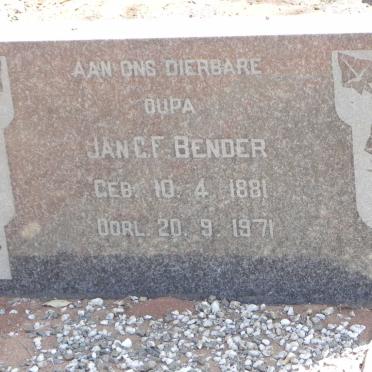 AAN ONS DIERBARE
OUPA
JAN C.F. BENDER
GEB. 10. 4. 1881
OORL. 20. 9. 1971